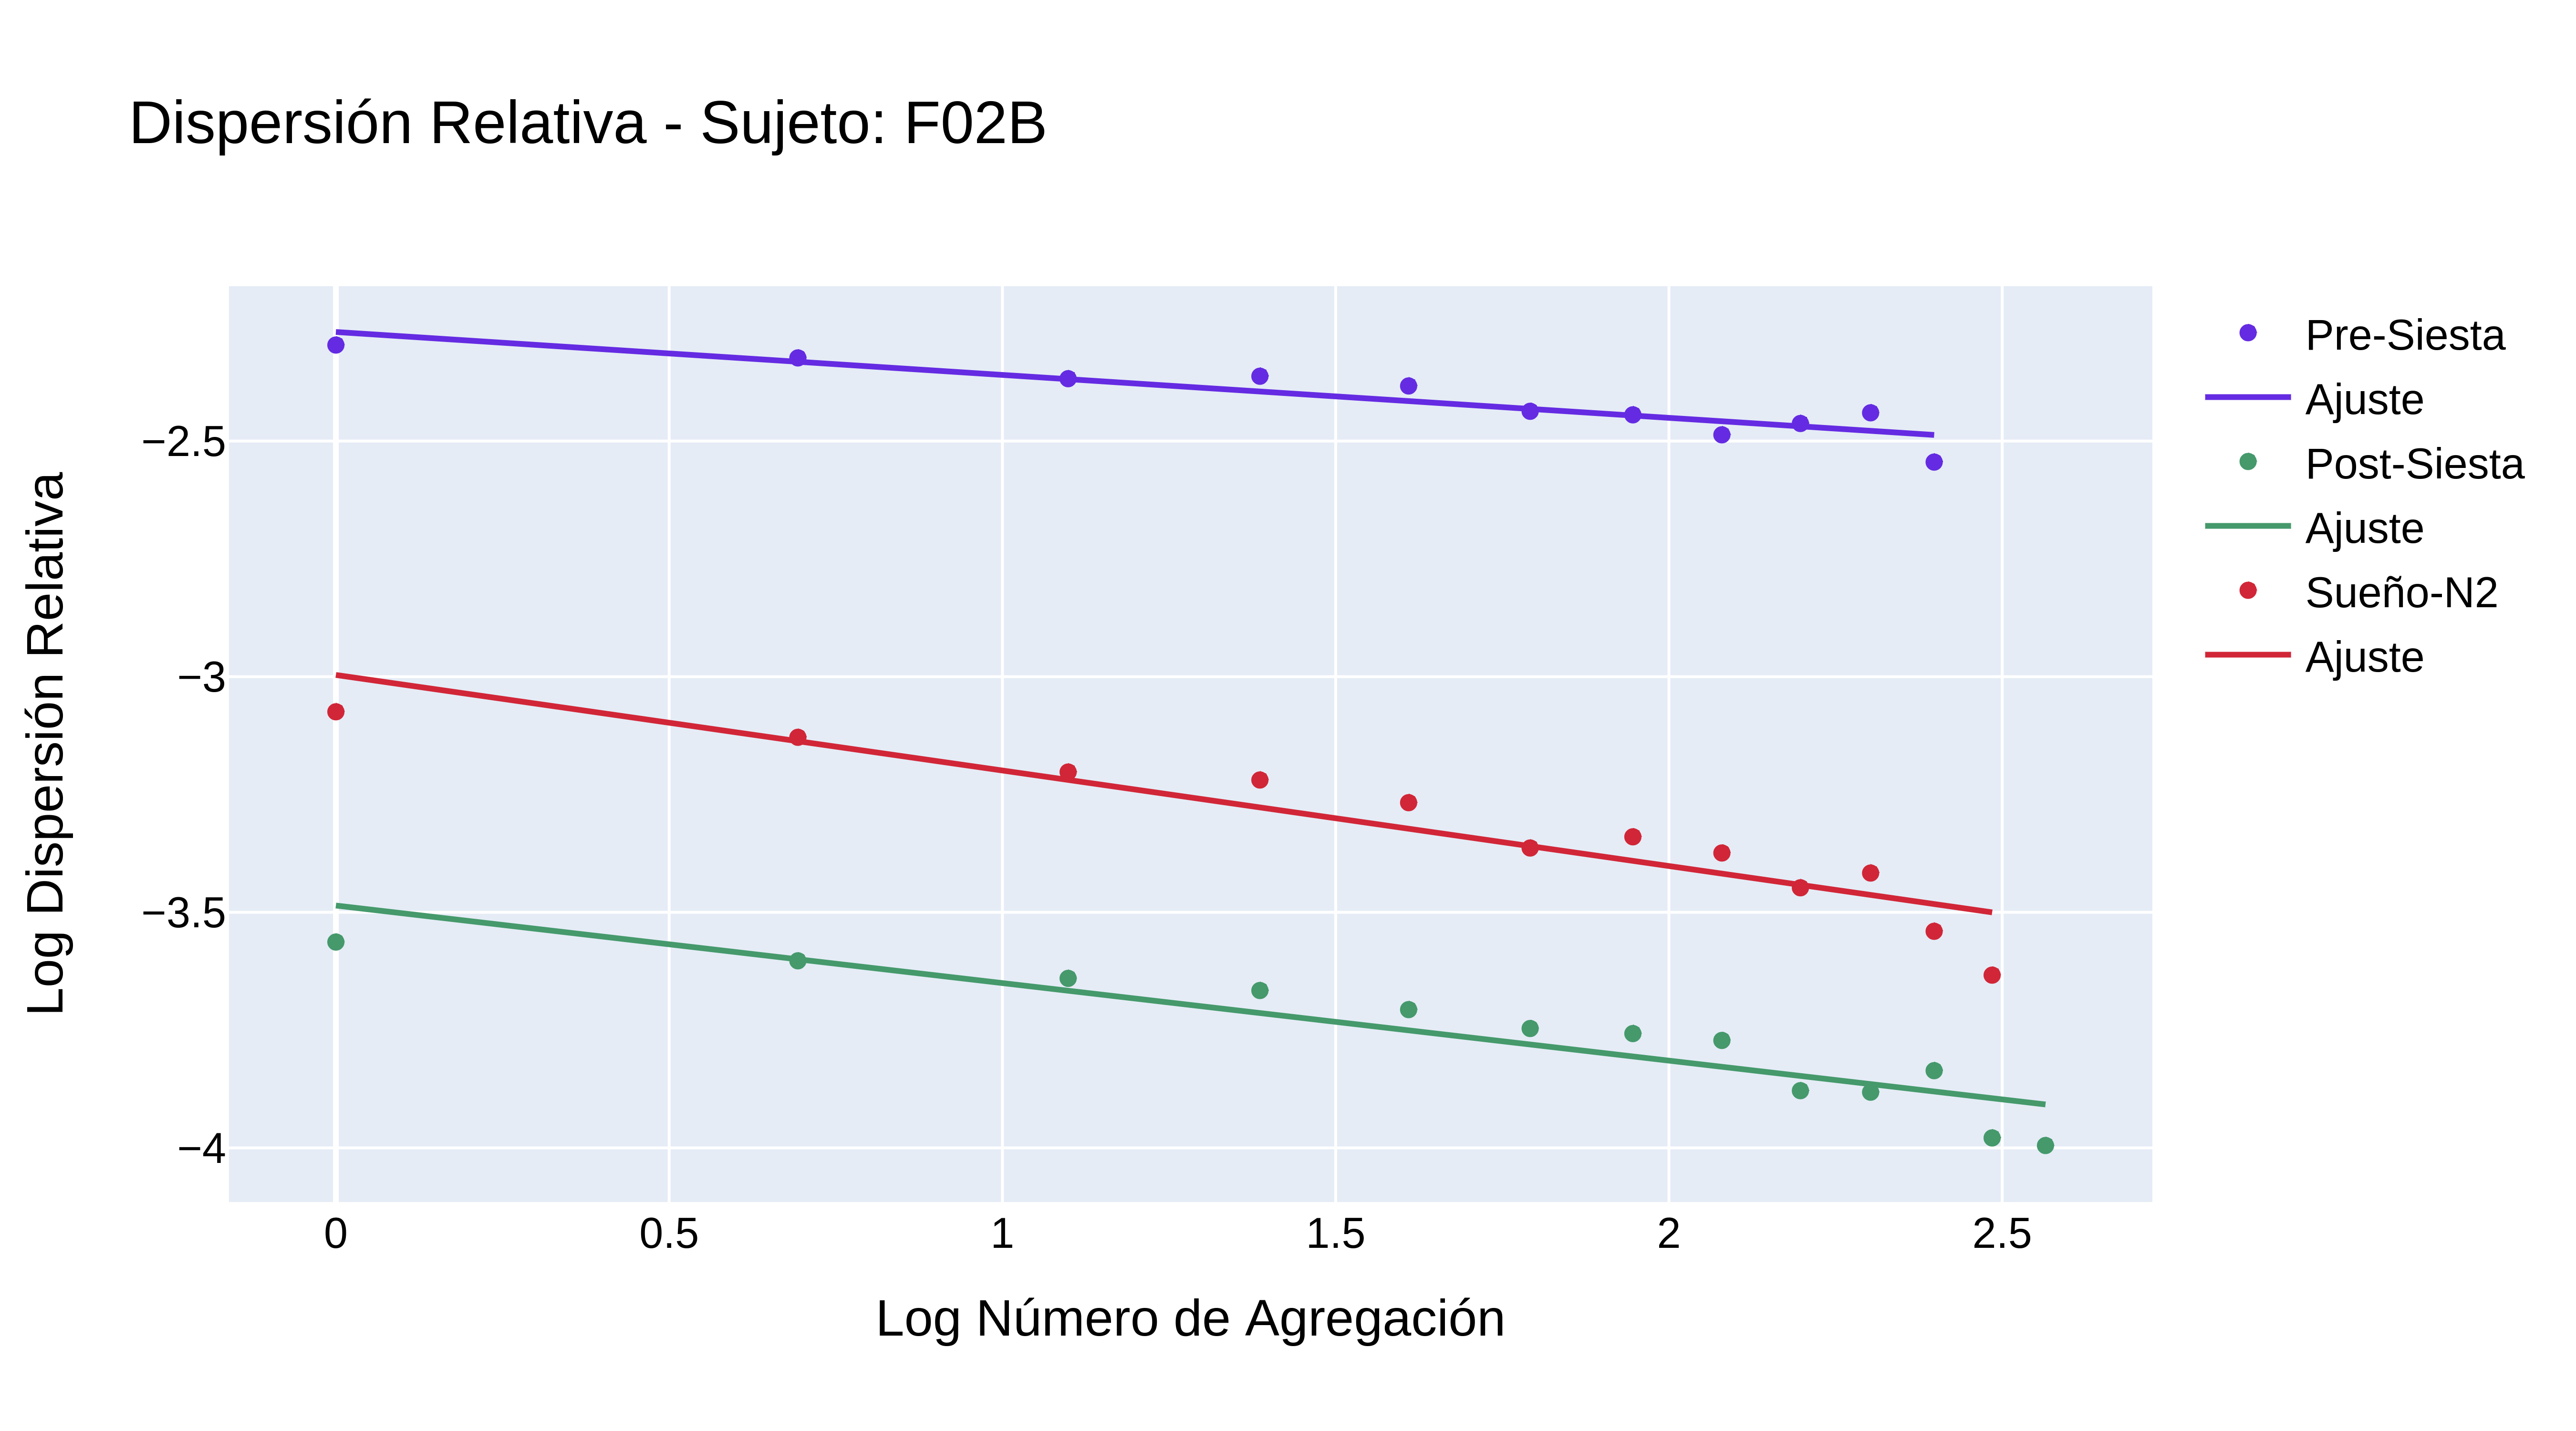 Dispersión Relativa - Sujeto: F02B
Log Dispersión Relativa
−2.5
−3
−3.5
−4
0
0.5
1
1.5
2
2.5
Log Número de Agregación
Pre-Siesta
Ajuste
Post-Siesta
Ajuste
Sueño-N2
Ajuste